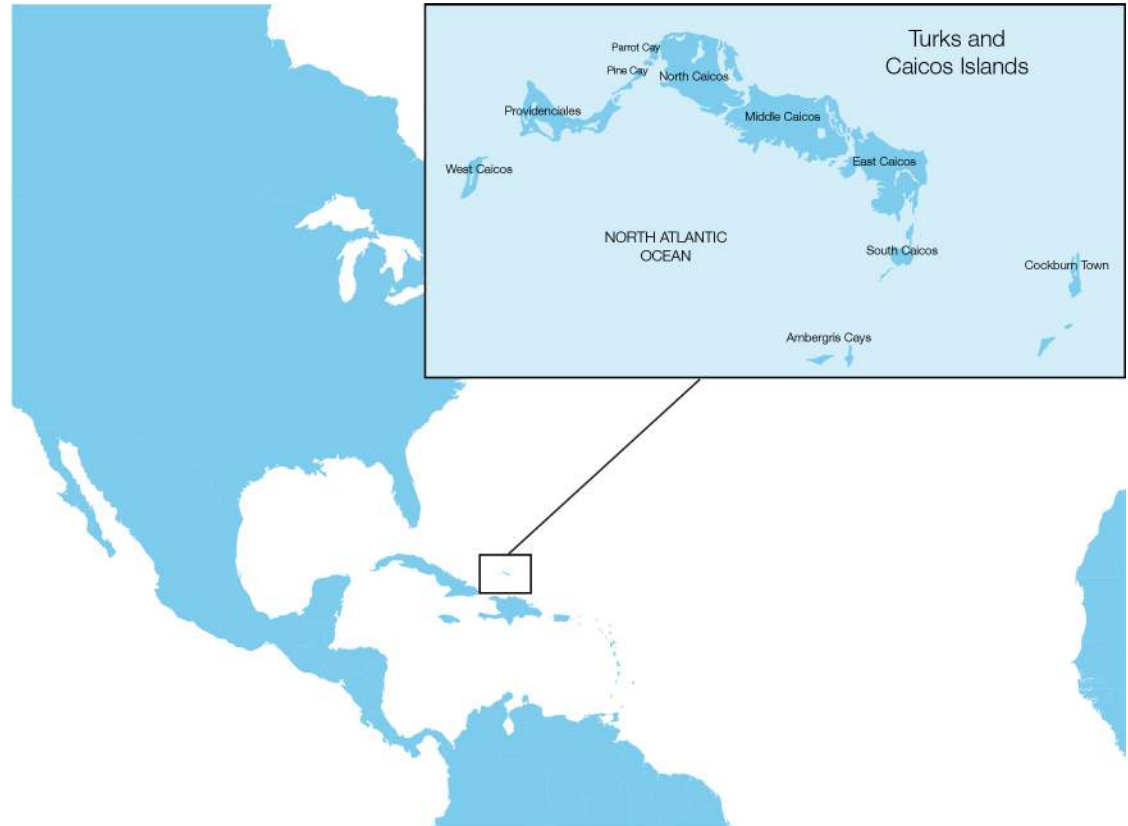 Turks and
Caicos Islands
Parrot Cay
Pine Cay
North Caicos
Providenciales
Middle Caicos
West Caicos
East Caicos
NORTH ATLANTIC
OCEAN
South Caicos
Cockburn Town
Ambergris Cays